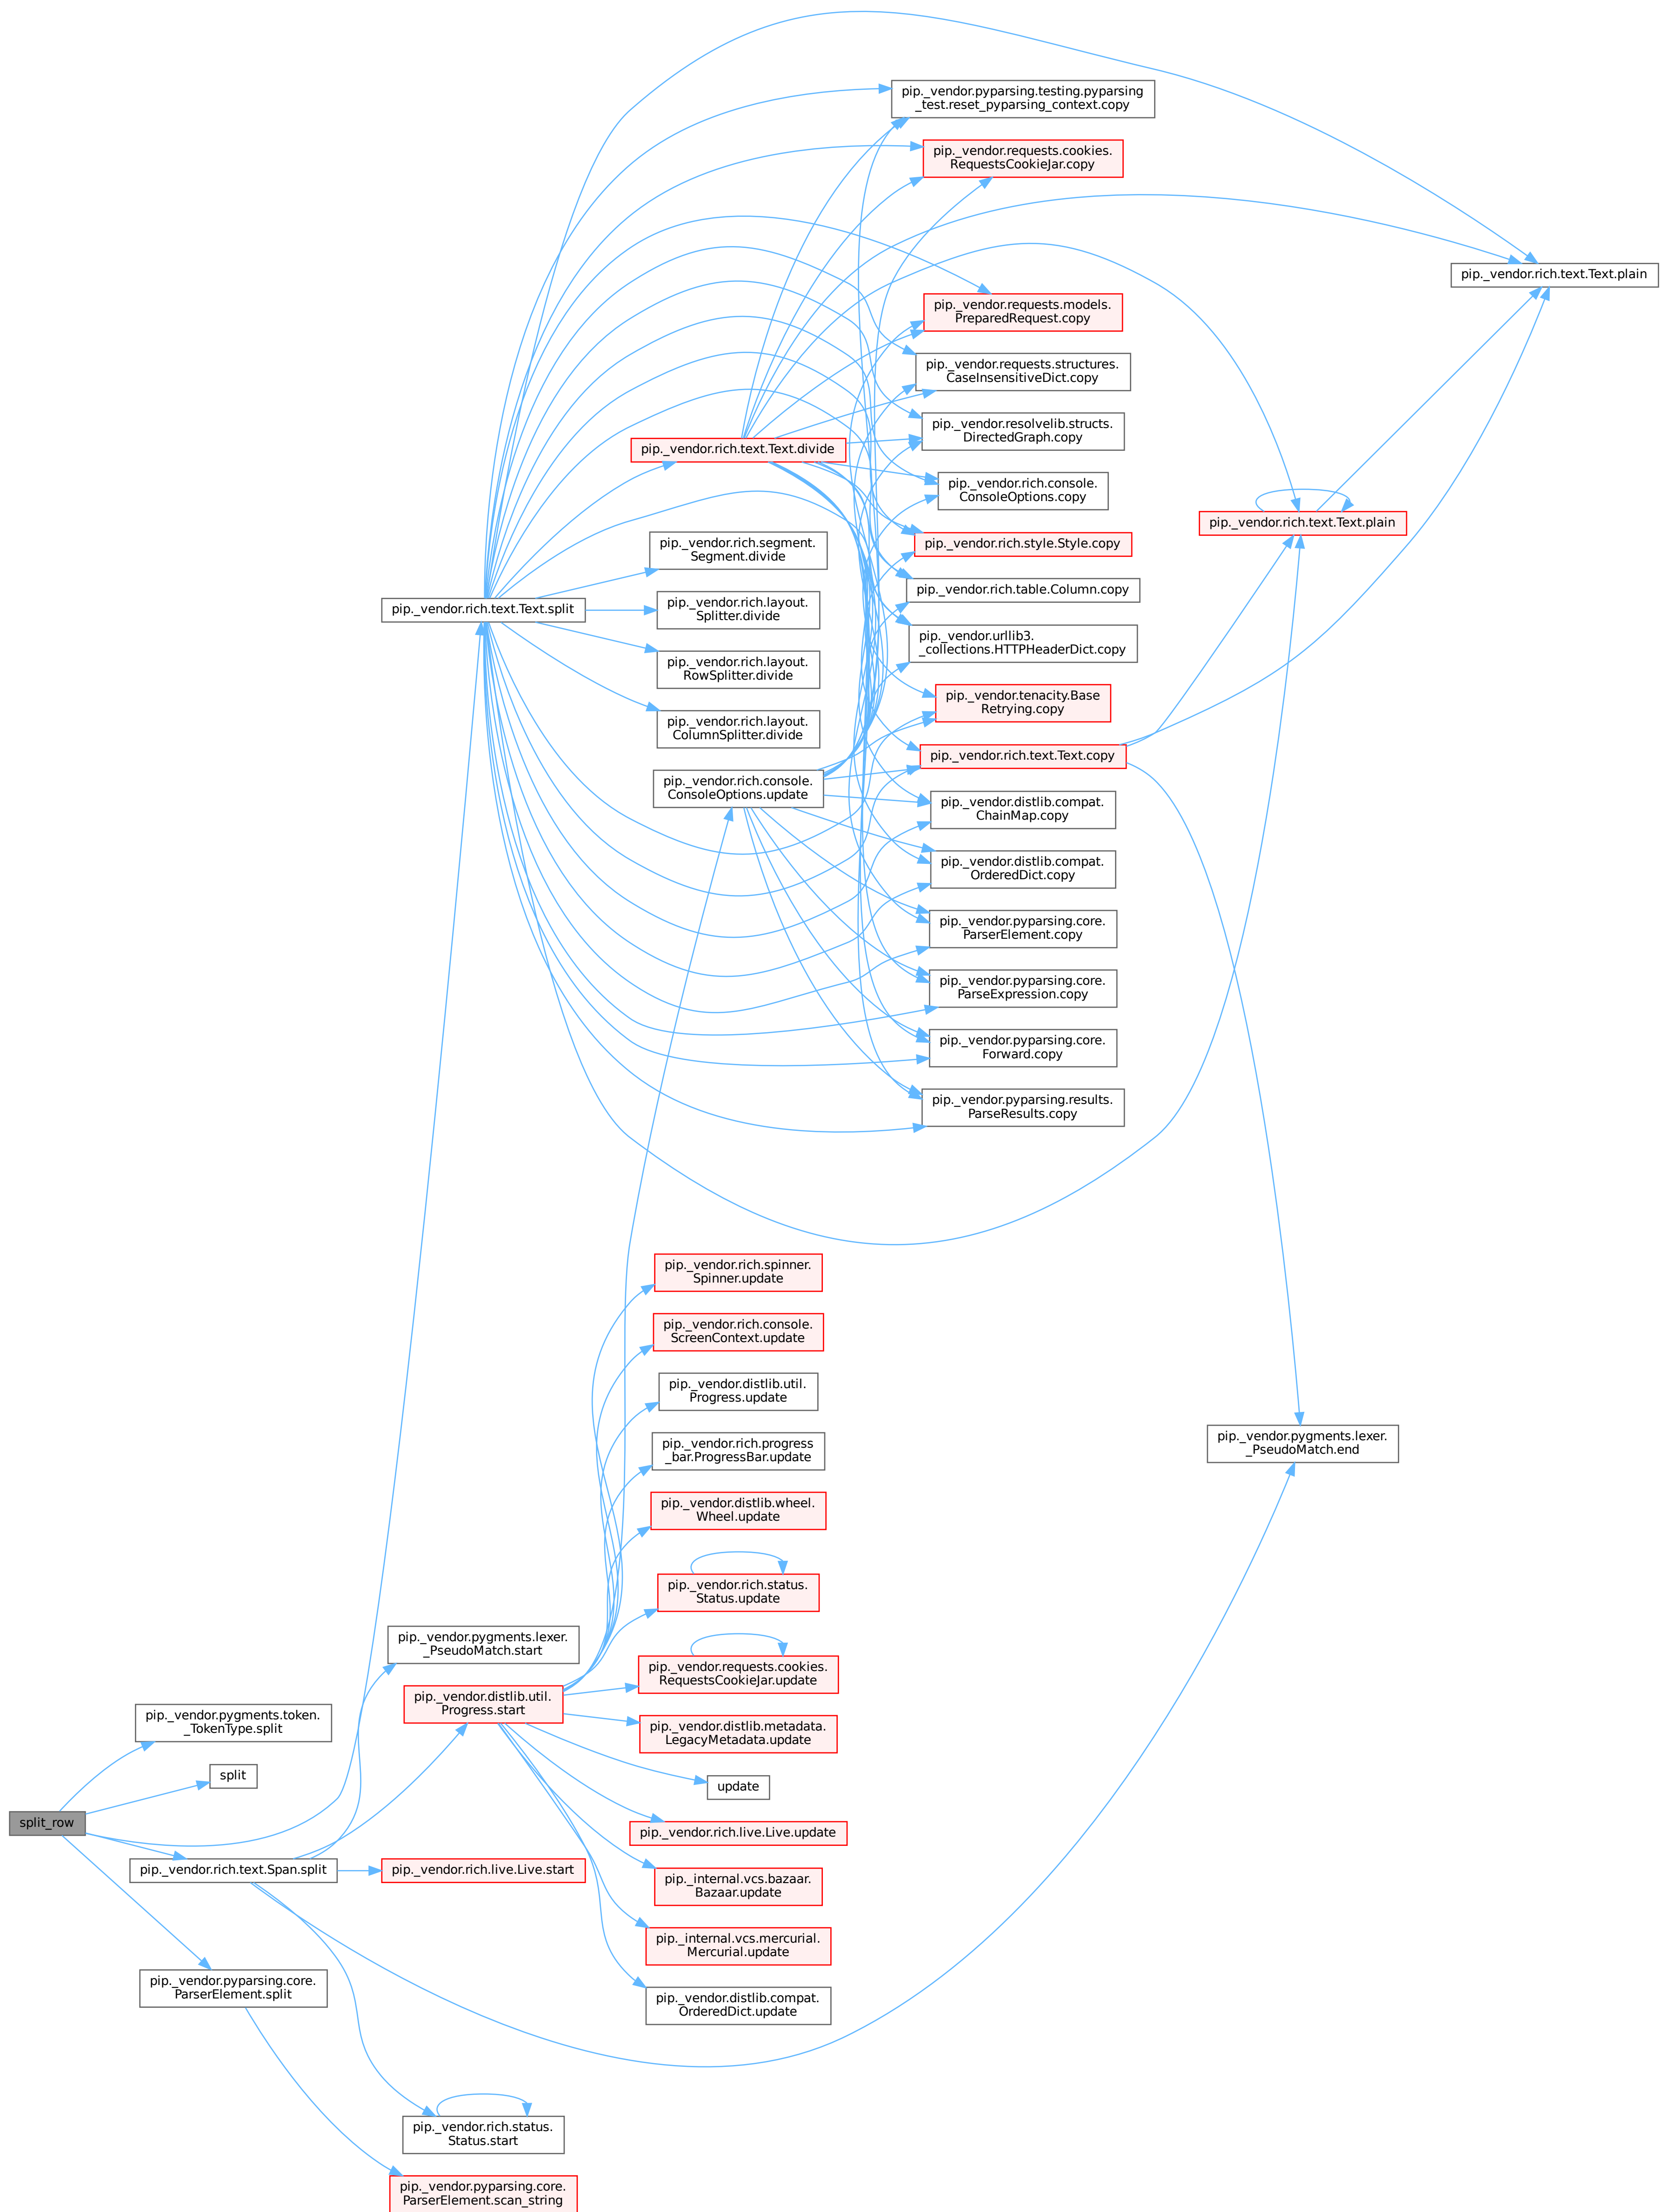 pip._vendor.pyparsing.testing.pyparsing
_test.reset_pyparsing_context.copy
pip._vendor.requests.cookies.
RequestsCookieJar.copy
pip._vendor.rich.text.Text.plain
pip._vendor.requests.models.
PreparedRequest.copy
pip._vendor.requests.structures.
CaseInsensitiveDict.copy
pip._vendor.resolvelib.structs.
DirectedGraph.copy
pip._vendor.rich.text.Text.divide
pip._vendor.rich.console.
ConsoleOptions.copy
pip._vendor.rich.text.Text.plain
pip._vendor.rich.style.Style.copy
pip._vendor.rich.segment.
Segment.divide
pip._vendor.rich.table.Column.copy
pip._vendor.rich.text.Text.split
pip._vendor.rich.layout.
Splitter.divide
pip._vendor.urllib3.
_collections.HTTPHeaderDict.copy
pip._vendor.rich.layout.
RowSplitter.divide
pip._vendor.tenacity.Base
Retrying.copy
pip._vendor.rich.layout.
ColumnSplitter.divide
pip._vendor.rich.text.Text.copy
pip._vendor.rich.console.
ConsoleOptions.update
pip._vendor.distlib.compat.
ChainMap.copy
pip._vendor.distlib.compat.
OrderedDict.copy
pip._vendor.pyparsing.core.
ParserElement.copy
pip._vendor.pyparsing.core.
ParseExpression.copy
pip._vendor.pyparsing.core.
Forward.copy
pip._vendor.pyparsing.results.
ParseResults.copy
pip._vendor.rich.spinner.
Spinner.update
pip._vendor.rich.console.
ScreenContext.update
pip._vendor.distlib.util.
Progress.update
pip._vendor.pygments.lexer.
_PseudoMatch.end
pip._vendor.rich.progress
_bar.ProgressBar.update
pip._vendor.distlib.wheel.
Wheel.update
pip._vendor.rich.status.
Status.update
pip._vendor.pygments.lexer.
_PseudoMatch.start
pip._vendor.requests.cookies.
RequestsCookieJar.update
pip._vendor.distlib.util.
Progress.start
pip._vendor.pygments.token.
_TokenType.split
pip._vendor.distlib.metadata.
LegacyMetadata.update
split
update
split_row
pip._vendor.rich.live.Live.update
pip._vendor.rich.text.Span.split
pip._vendor.rich.live.Live.start
pip._internal.vcs.bazaar.
Bazaar.update
pip._internal.vcs.mercurial.
Mercurial.update
pip._vendor.pyparsing.core.
ParserElement.split
pip._vendor.distlib.compat.
OrderedDict.update
pip._vendor.rich.status.
Status.start
pip._vendor.pyparsing.core.
ParserElement.scan_string